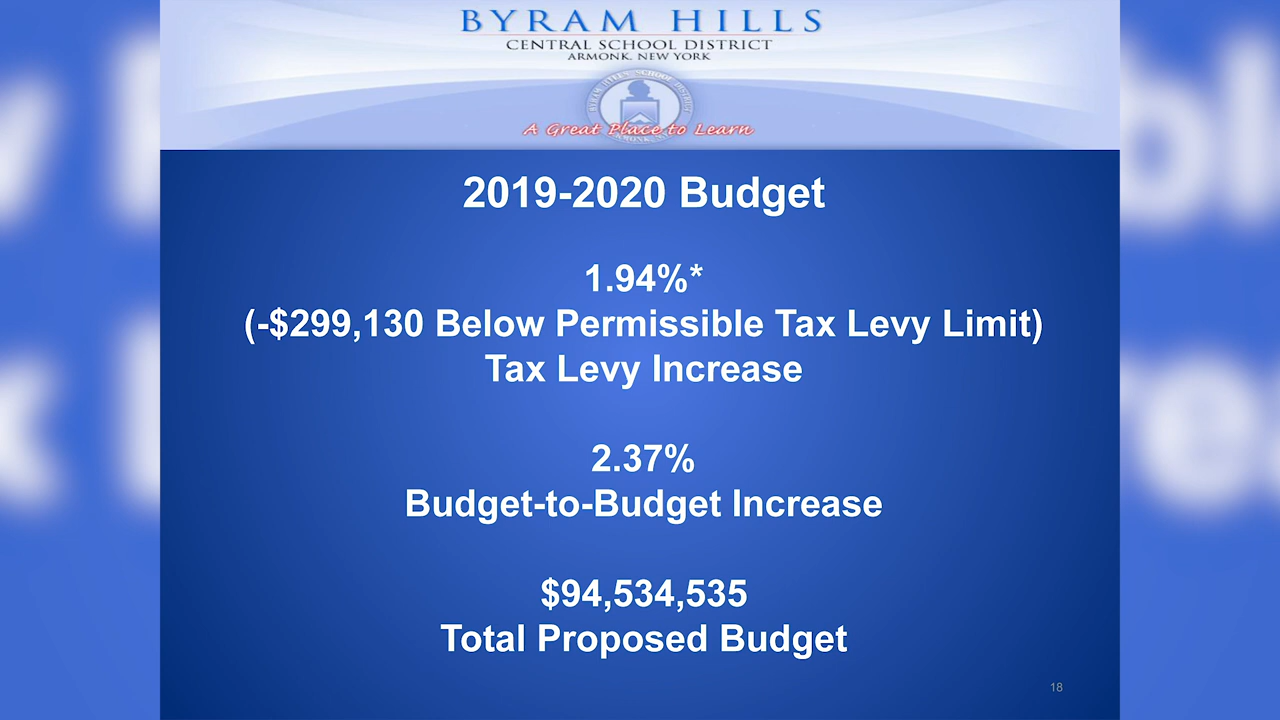 BYRAM HILLS
CENTRAL SCHOOL DISTRICT
ARMONK, NEW YORK
A Great Place to Learn
2019-2020 Budget
1.94%*
(-$299,130 Below Permissible Tax Levy Limit)
Tax Levy Increase
2.37%
Budget-to-Budget Increase
$94,534,535
Total Proposed Budget
18